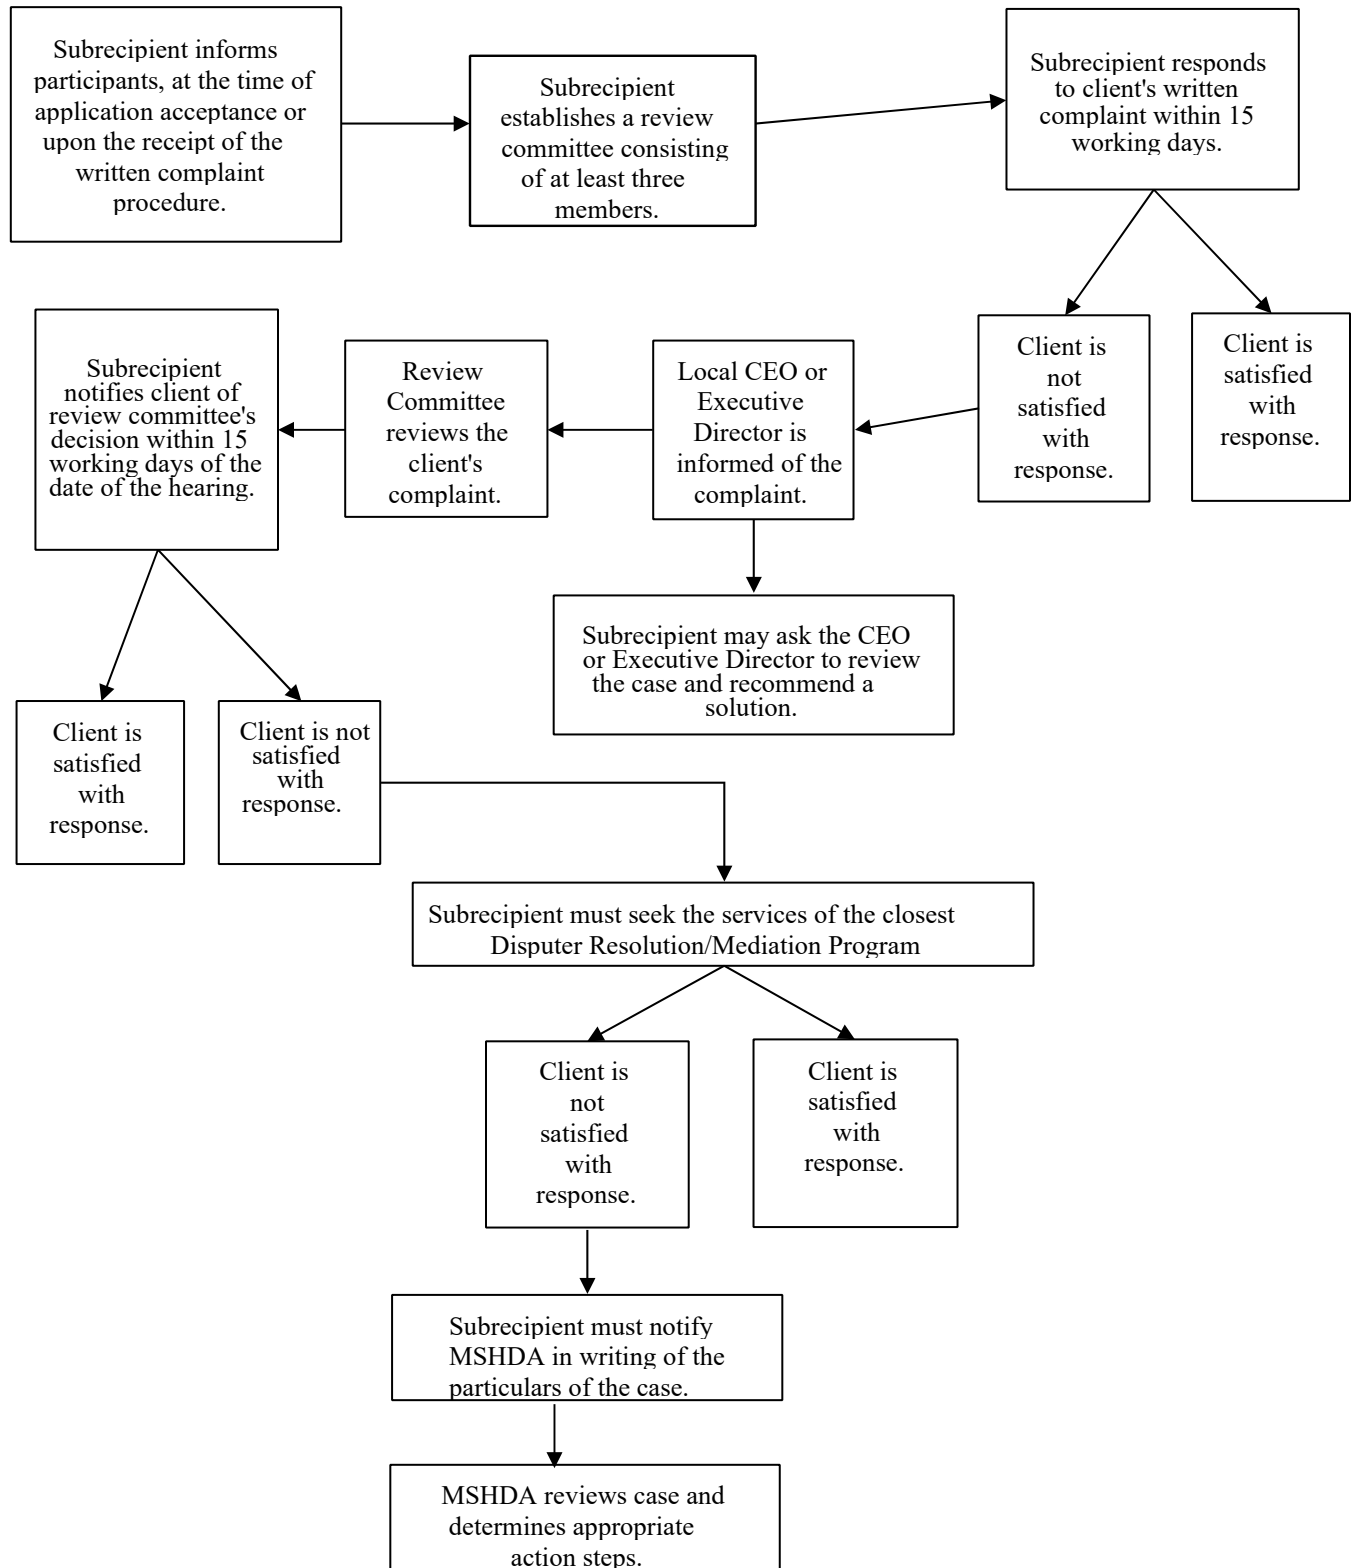 Subrecipient informs
participants, at the time of
application acceptance or
upon the receipt of the
written complaint
procedure.
Subrecipient
establishes a review
committee consisting
of at least three
members.
Subrecipient responds
to client's written
complaint within 15
working days.
Client is
not
satisfied
with
response.
Client is
satisfied
with
response.
Local CEO or
Executive
Director is
informed of the
complaint.
Review
Committee
reviews the
client's
complaint.
Subrecipient
notifies client of
review committee's
decision within 15
working days of the
date of the hearing.
Subrecipient may ask the CEO
or Executive Director to review
the case and recommend a
solution.
Client is
satisfied
with
response.
Client is not
satisfied
with
response.
Subrecipient must seek the services of the closest
Disputer Resolution/Mediation Program
Client is
not
satisfied
with
response.
Client is
satisfied
with
response.
Subrecipient must notify
MSHDA in writing of the
particulars of the case.
MSHDA reviews case and
determines appropriate
action steps.